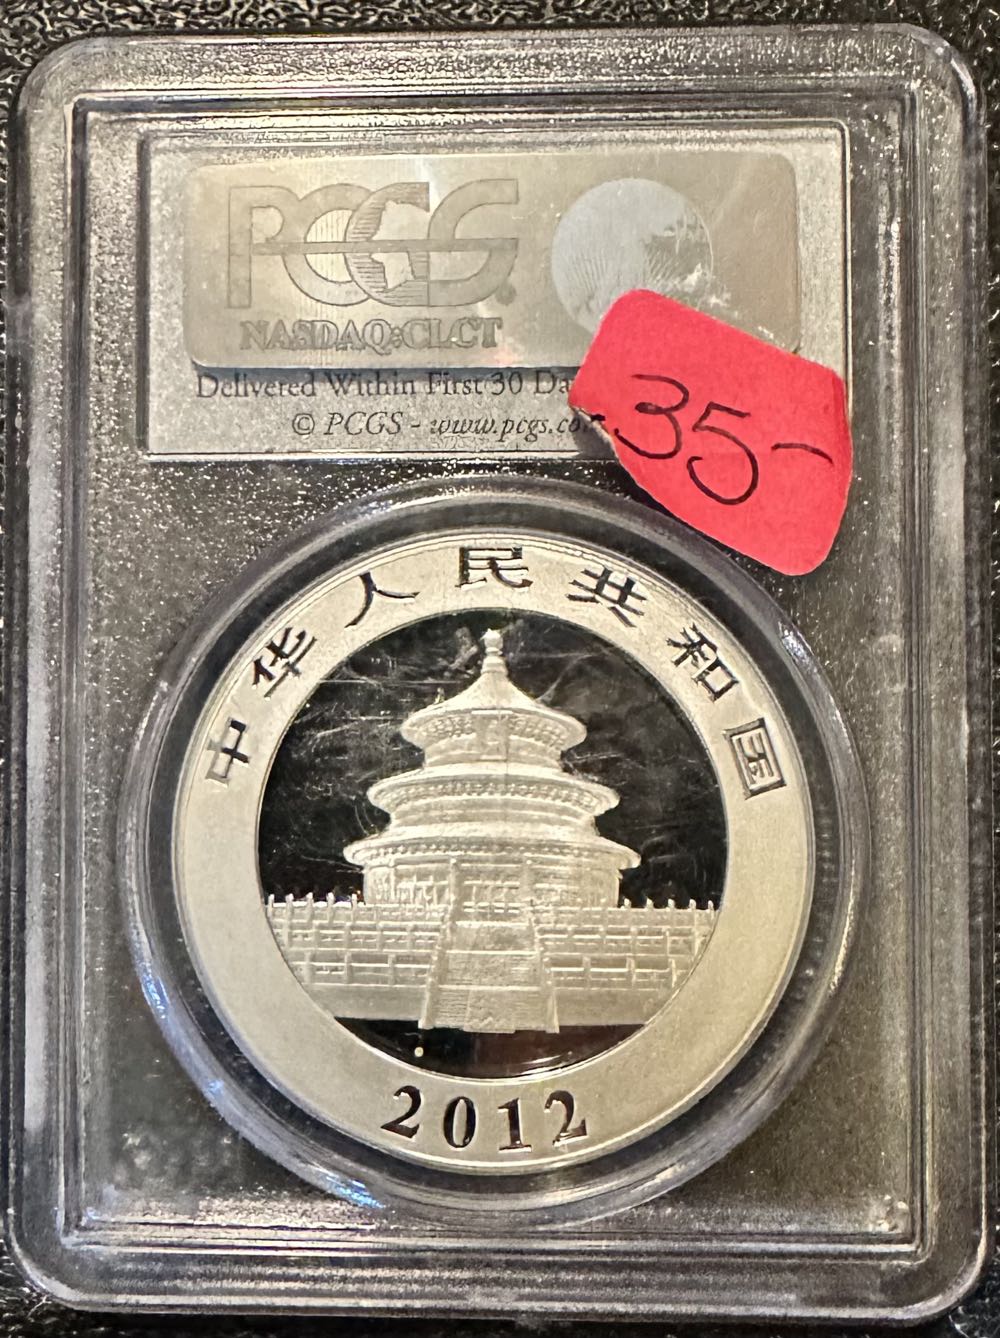 PCGS®
NASDAQ:CLCT
Delivered Within First 30
© PCGS - www.pcgs.co
-35-
中华人民共和国
2012